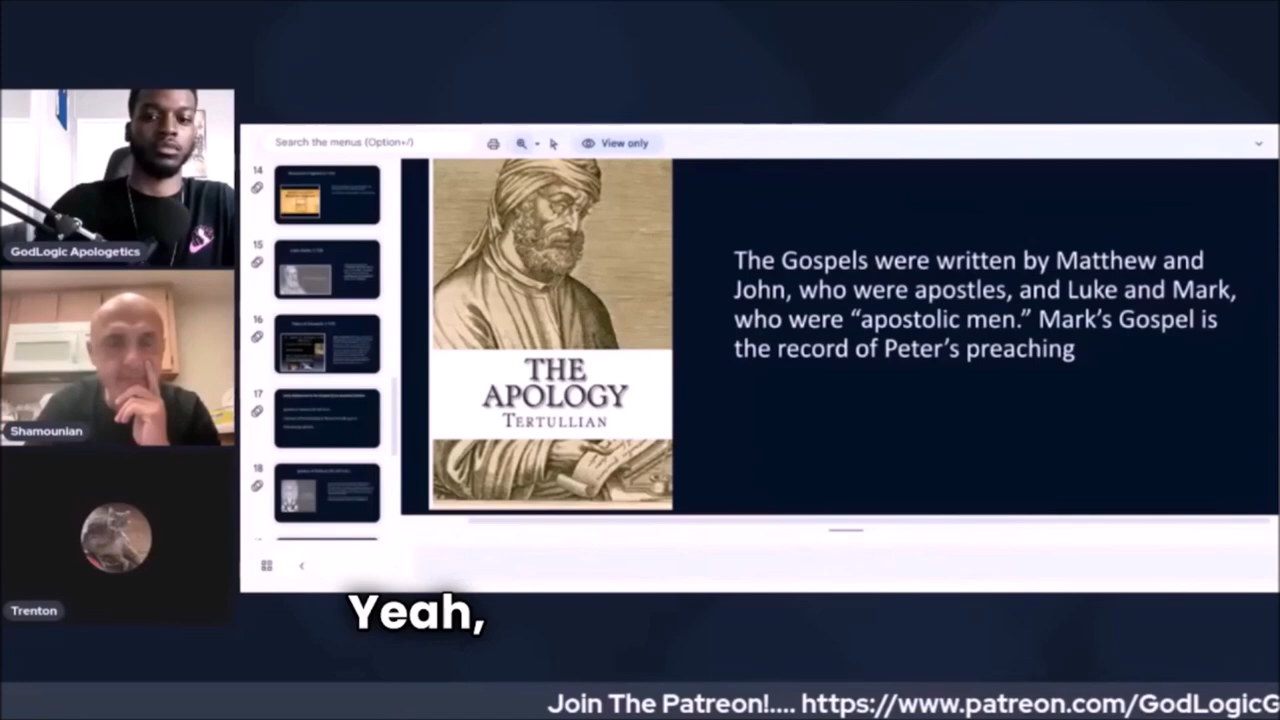 GodLogic Apologetics
Shamounian
Trenton
Search the menus (Option+/)
View only
14
15
16
17
18
THE
APOLOGY
TERTULLIAN
The Gospels were written by Matthew and
John, who were apostles, and Luke and Mark,
who were “apostolic men.” Mark’s Gospel is
the record of Peter’s preaching
Yeah,
Join The Patreon!.... https://www.patreon.com/GodLogicG